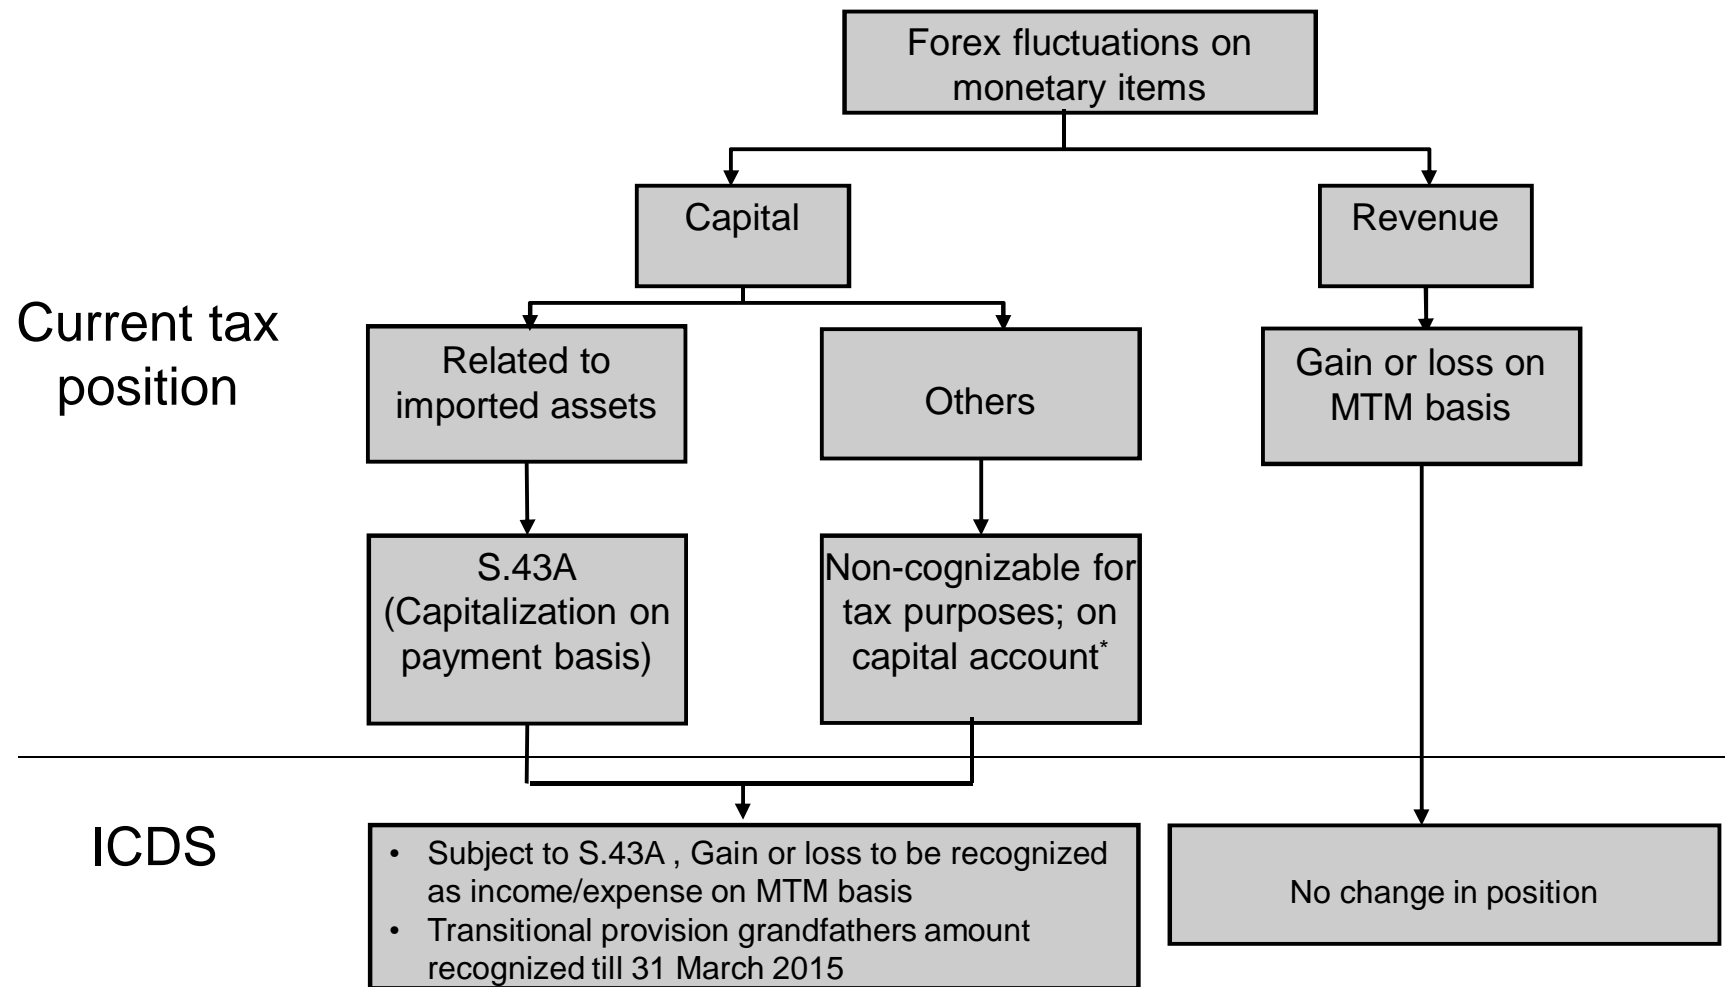 Forex fluctuations on
monetary items
Capital
Revenue
Current tax
position
Related to
imported assets
Others
Gain or loss on
MTM basis
S.43A
(Capitalization on
payment basis)
Non-cognizable for
tax purposes; on
capital account*
ICDS
• Subject to S.43A , Gain or loss to be recognized
as income/expense on MTM basis
• Transitional provision grandfathers amount
recognized till 31 March 2015
No change in position